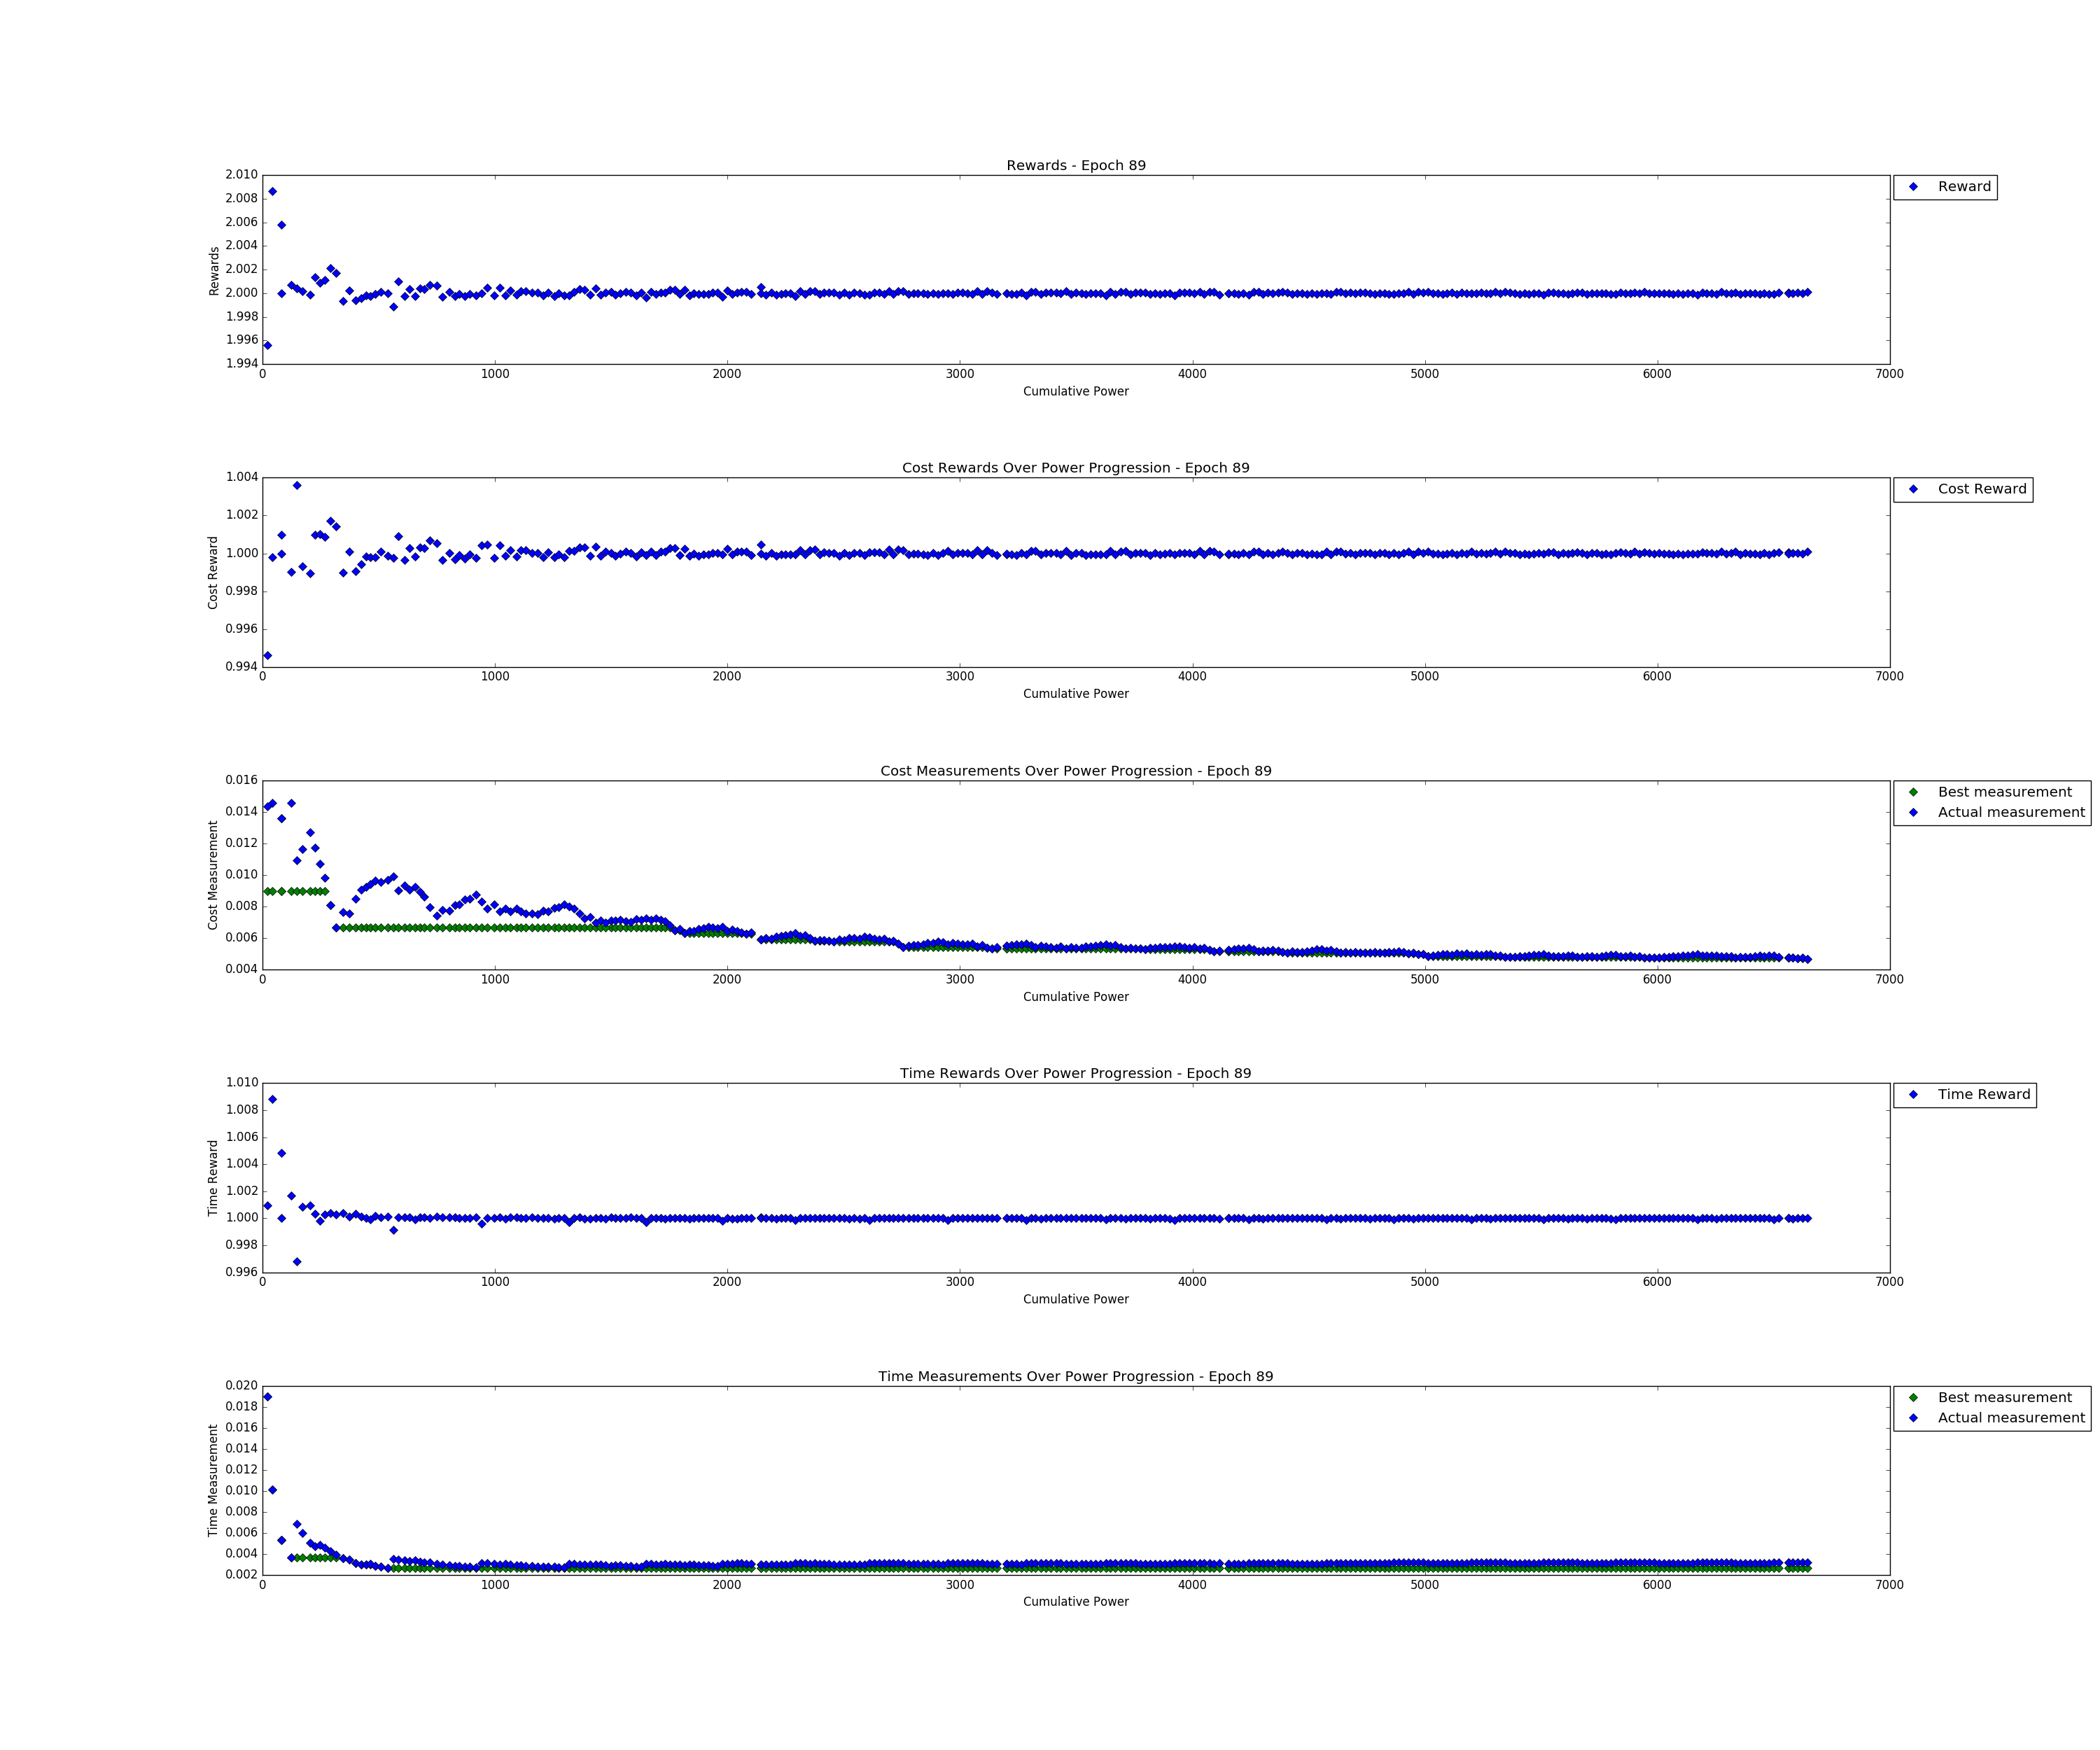 Rewards - Epoch 89
2.010
2.008
2.006
2.004
2.002
2.000
1.998
1.996
1.994
Rewards
0 1000 2000 3000 4000 5000 6000 7000
Cumulative Power
Reward
Cost Rewards Over Power Progression - Epoch 89
1.004
1.002
1.000
0.998
0.996
0.994
Cost Reward
0 1000 2000 3000 4000 5000 6000 7000
Cumulative Power
Cost Reward
Cost Measurements Over Power Progression - Epoch 89
0.016
0.014
0.012
0.010
0.008
0.006
0.004
Cost Measurement
0 1000 2000 3000 4000 5000 6000 7000
Cumulative Power
Best measurement
Actual measurement
Time Rewards Over Power Progression - Epoch 89
1.010
1.008
1.006
1.004
1.002
1.000
0.998
0.996
Time Reward
0 1000 2000 3000 4000 5000 6000 7000
Cumulative Power
Time Reward
Time Measurements Over Power Progression - Epoch 89
0.020
0.018
0.016
0.014
0.012
0.010
0.008
0.006
0.004
0.002
Time Measurement
0 1000 2000 3000 4000 5000 6000 7000
Cumulative Power
Best measurement
Actual measurement